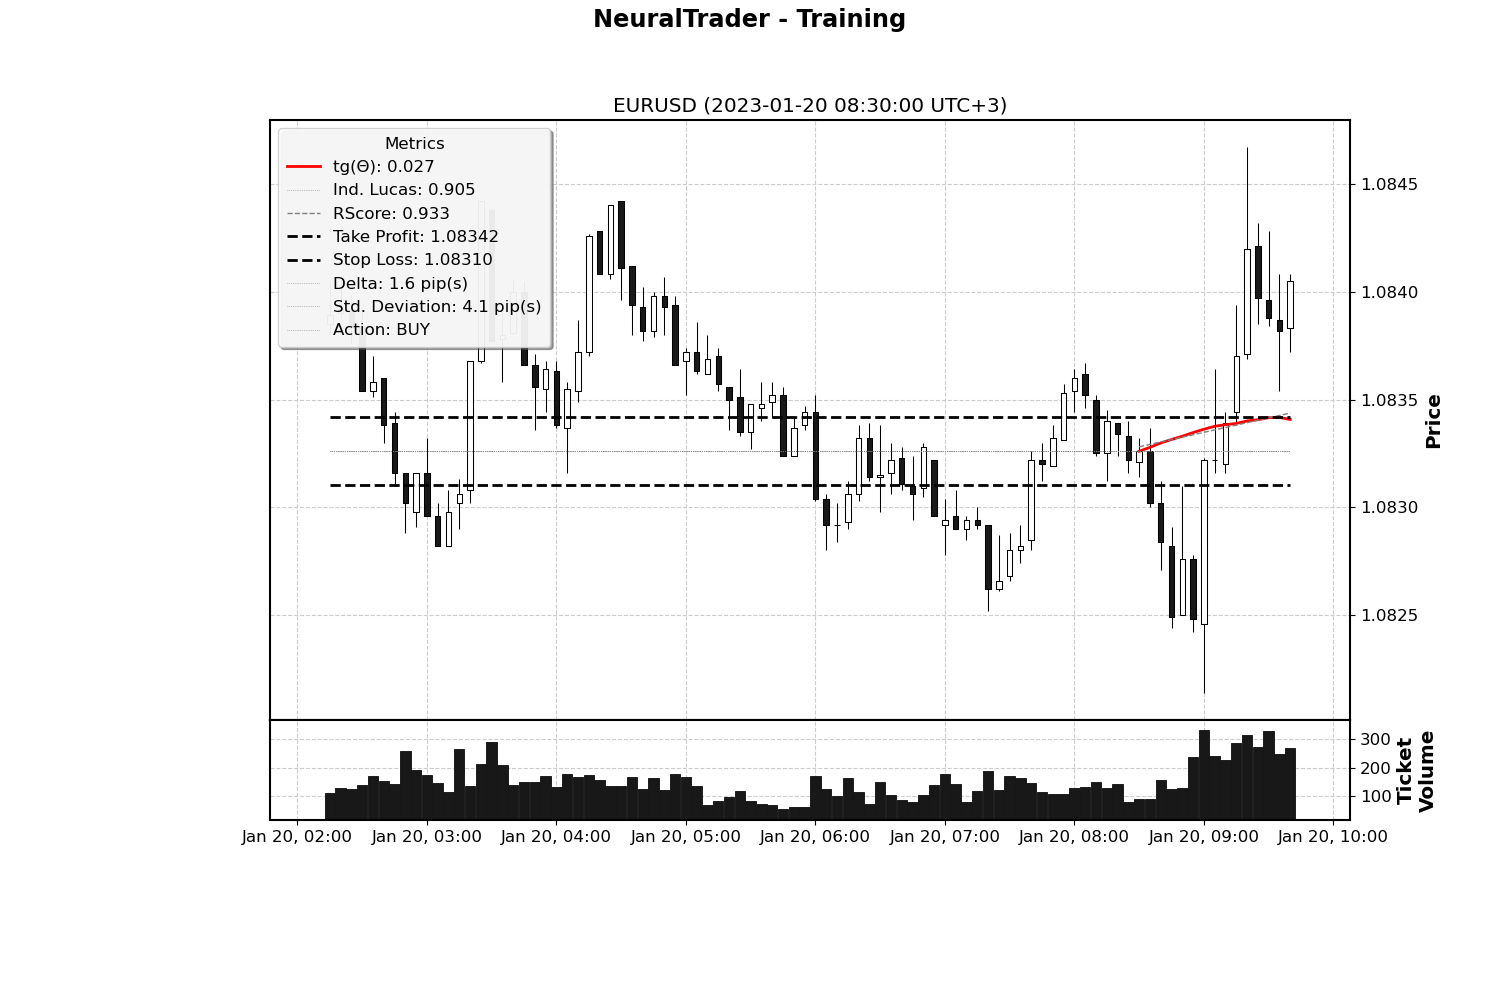 NeuralTrader - Training
EURUSD (2023-01-20 08:30:00 UTC+3)
Metrics
tg(Θ): 0.027
Ind. Lucas: 0.905
RScore: 0.933
Take Profit: 1.08342
Stop Loss: 1.08310
Delta: 1.6 pip(s)
Std. Deviation: 4.1 pip(s)
Action: BUY
1.0845
1.0840
1.0835
1.0830
1.0825
Price
300
200
100
Ticket
Volume
Jan 20, 02:00
Jan 20, 03:00
Jan 20, 04:00
Jan 20, 05:00
Jan 20, 06:00
Jan 20, 07:00
Jan 20, 08:00
Jan 20, 09:00
Jan 20, 10:00